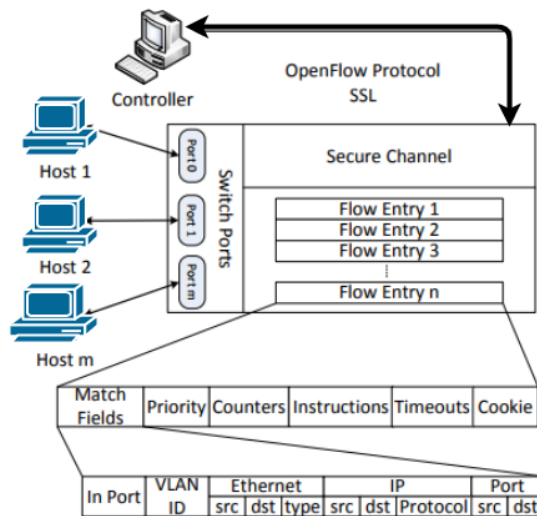 OpenFlow Protocol
SSL
Controller
Host 1
Host 2
Host m
Port 0
Port 1
Port m
Switch Ports
Secure Channel
Flow Entry 1
Flow Entry 2
Flow Entry 3
Flow Entry n
Match Fields Priority Counters Instructions Timeouts Cookie
In Port VLAN ID Ethernet IP Port
src dst type src dst Protocol src dst